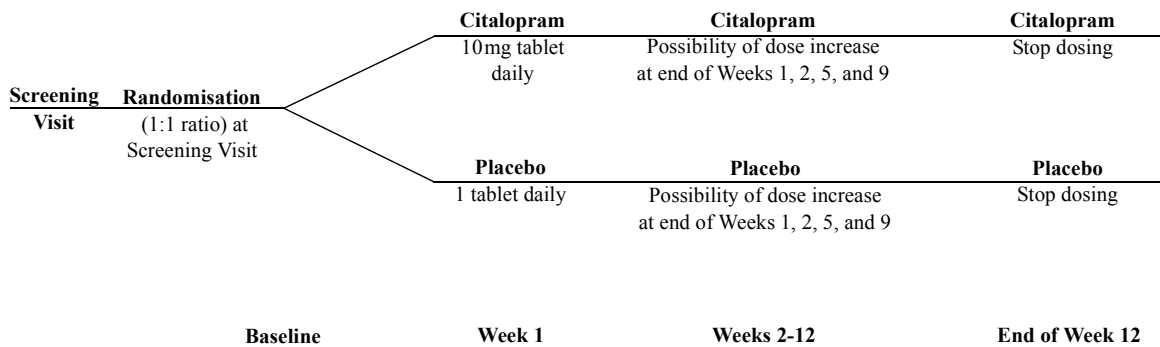 Citalopram Citalopram Citalopram
10mg tablet Possibility of dose increase Stop dosing
daily at end of Weeks 1, 2, 5, and 9
Screening Randomisation
Visit (1:1 ratio) at
Screening Visit
Placebo Placebo Placebo
1 tablet daily Possibility of dose increase Stop dosing
at end of Weeks 1, 2, 5, and 9
Baseline Week 1 Weeks 2-12 End of Week 12